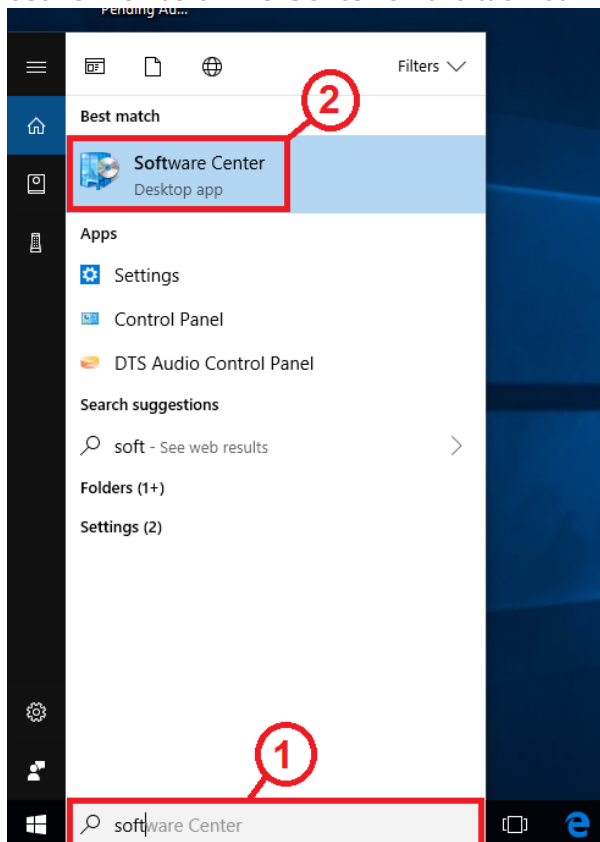 Pending Au...
Filters
2
Best match
Software Center
Desktop app
Apps
Settings
Control Panel
DTS Audio Control Panel
Search suggestions
soft - See web results
Folders (1+)
Settings (2)
1
software Center